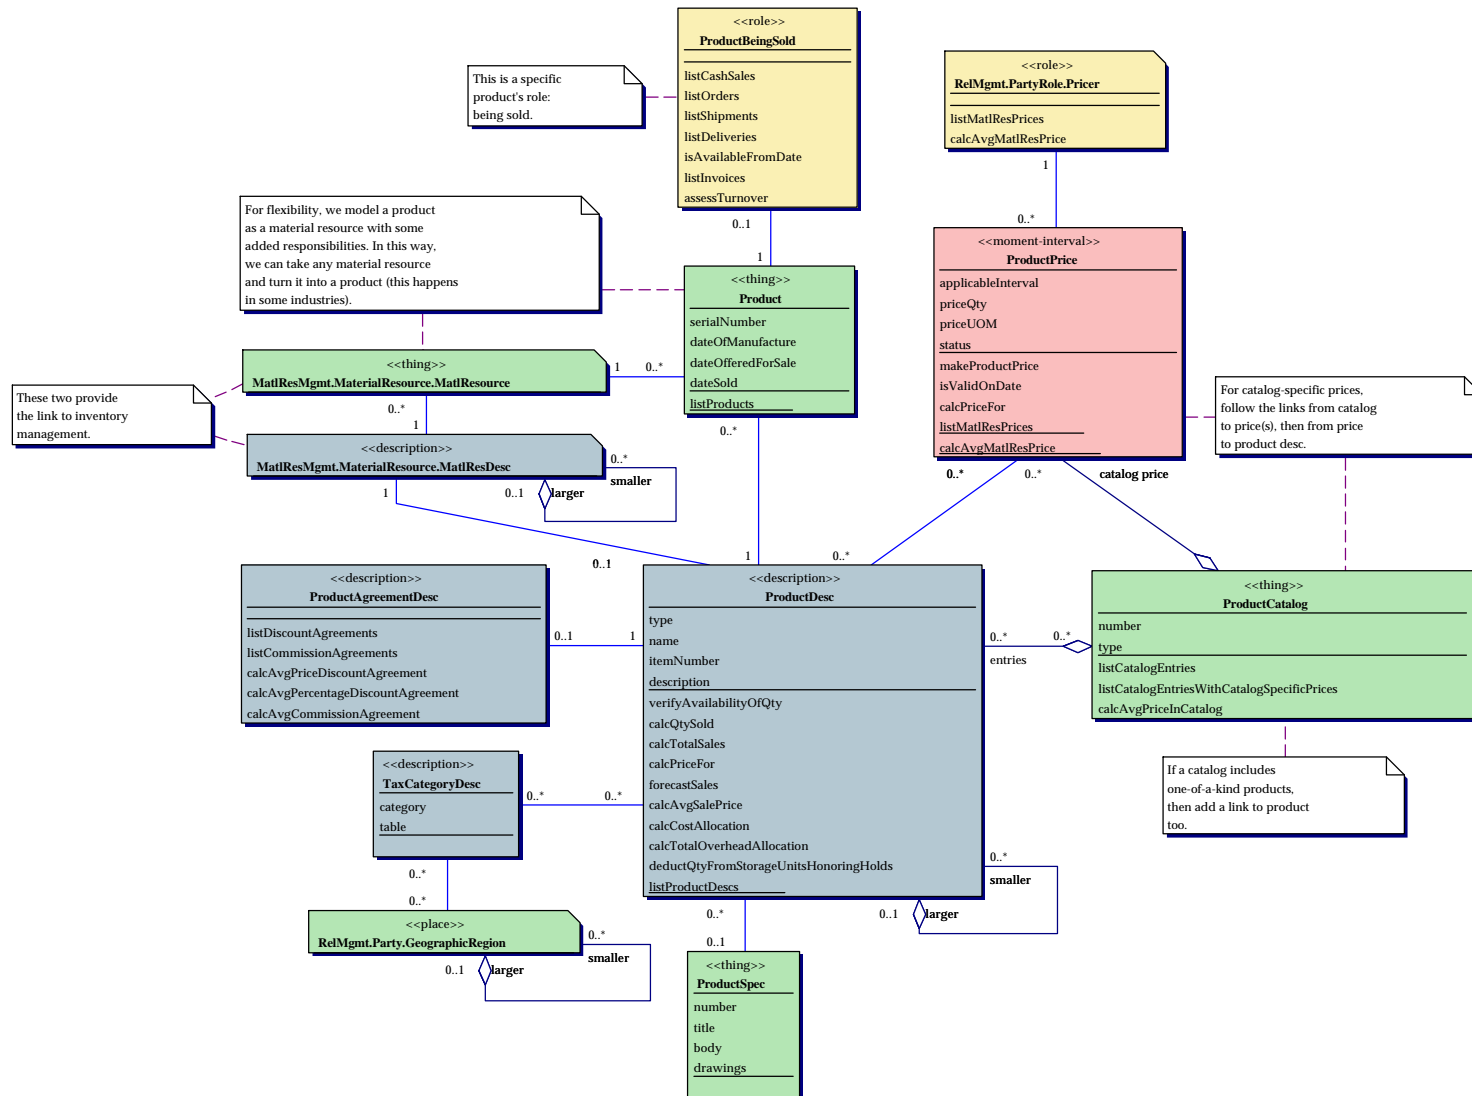 <<role>>
ProductBeingSold
listCashSales
listOrders
listShipments
listDeliveries
isAvailableFromDate
listInvoices
assessTurnover
This is a specific
product's role:
being sold.
<<role>>
RelMgmt.PartyRole.Pricer
listMatlResPrices
calcAvgMatlResPrice
1
0..*
0..1
1
For flexibility, we model a product
as a material resource with some
added responsibilities. In this way,
we can take any material resource
and turn it into a product (this happens
in some industries).
<<thing>>
Product
serialNumber
dateOfManufacture
dateOfferedForSale
dateSold
listProducts
<<moment-interval>>
ProductPrice
applicableInterval
priceQty
priceUOM
status
makeProductPrice
isValidOnDate
calcPriceFor
listMatlResPrices
calcAvgMatlResPrice
<<thing>>
MatlResMgmt.MaterialResource.MatlResource
1
0..*
These two provide
the link to inventory
management.
0..*
1
<<description>>
MatlResMgmt.MaterialResource.MatlResDesc
0..*
smaller
0..1
larger
1
0..1
0..*
1
For catalog-specific prices,
follow the links from catalog
to price(s), then from price
to product desc.
0..*
0..*
catalog price
0..*
<<description>>
ProductAgreementDesc
listDiscountAgreements
listCommissionAgreements
calcAvgPriceDiscountAgreement
calcAvgPercentageDiscountAgreement
calcAvgCommissionAgreement
0..1
1
<<description>>
ProductDesc
type
name
itemNumber
description
verifyAvailabilityOfQty
calcQtySold
calcTotalSales
calcPriceFor
forecastSales
calcAvgSalePrice
calcCostAllocation
calcTotalOverheadAllocation
deductQtyFromStorageUnitsHonoringHolds
listProductDescs
0..*
0..*
entries
<<thing>>
ProductCatalog
number
type
listCatalogEntries
listCatalogEntriesWithCatalogSpecificPrices
calcAvgPriceInCatalog
If a catalog includes
one-of-a-kind products,
then add a link to product
too.
<<description>>
TaxCategoryDesc
category
table
0..*
0..*
0..*
0..*
<<place>>
RelMgmt.Party.GeographicRegion
0..*
smaller
0..1
larger
0..*
smaller
0..1
larger
0..*
0..1
<<thing>>
ProductSpec
number
title
body
drawings